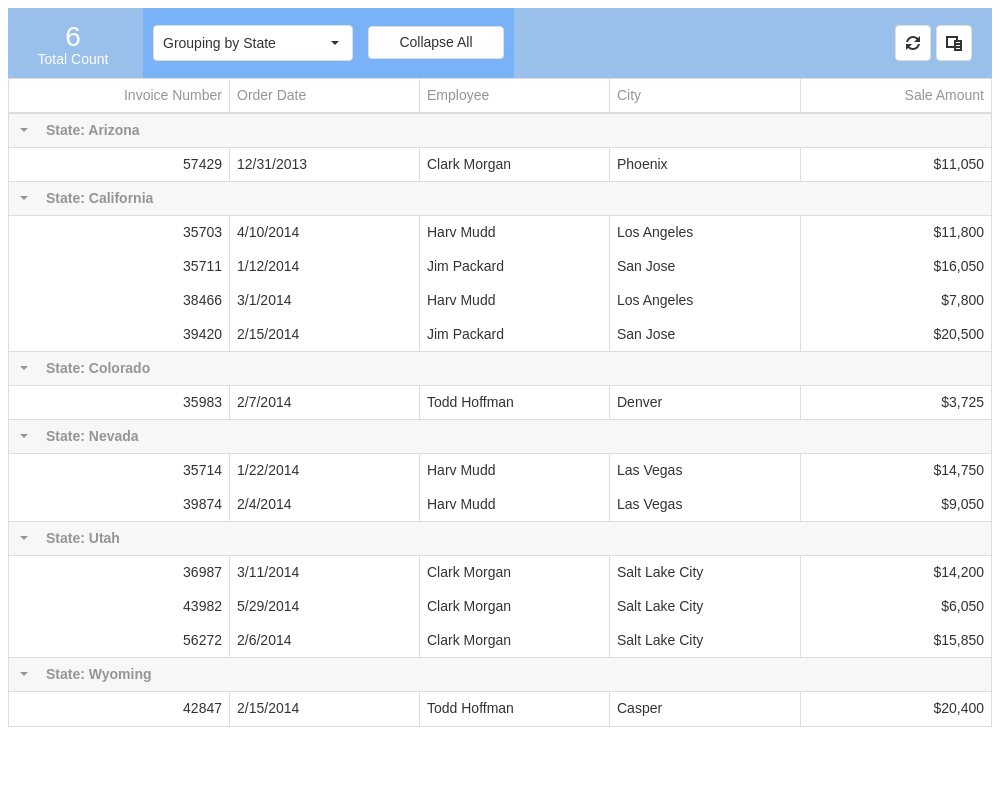 6
Total Count
Grouping by State
Collapse All
Invoice Number Order Date Employee City Sale Amount
State: Arizona
57429 12/31/2013 Clark Morgan Phoenix $11,050
State: California
35703 4/10/2014 Harv Mudd Los Angeles $11,800
35711 1/12/2014 Jim Packard San Jose $16,050
38466 3/1/2014 Harv Mudd Los Angeles $7,800
39420 2/15/2014 Jim Packard San Jose $20,500
State: Colorado
35983 2/7/2014 Todd Hoffman Denver $3,725
State: Nevada
35714 1/22/2014 Harv Mudd Las Vegas $14,750
39874 2/4/2014 Harv Mudd Las Vegas $9,050
State: Utah
36987 3/11/2014 Clark Morgan Salt Lake City $14,200
43982 5/29/2014 Clark Morgan Salt Lake City $6,050
56272 2/6/2014 Clark Morgan Salt Lake City $15,850
State: Wyoming
42847 2/15/2014 Todd Hoffman Casper $20,400